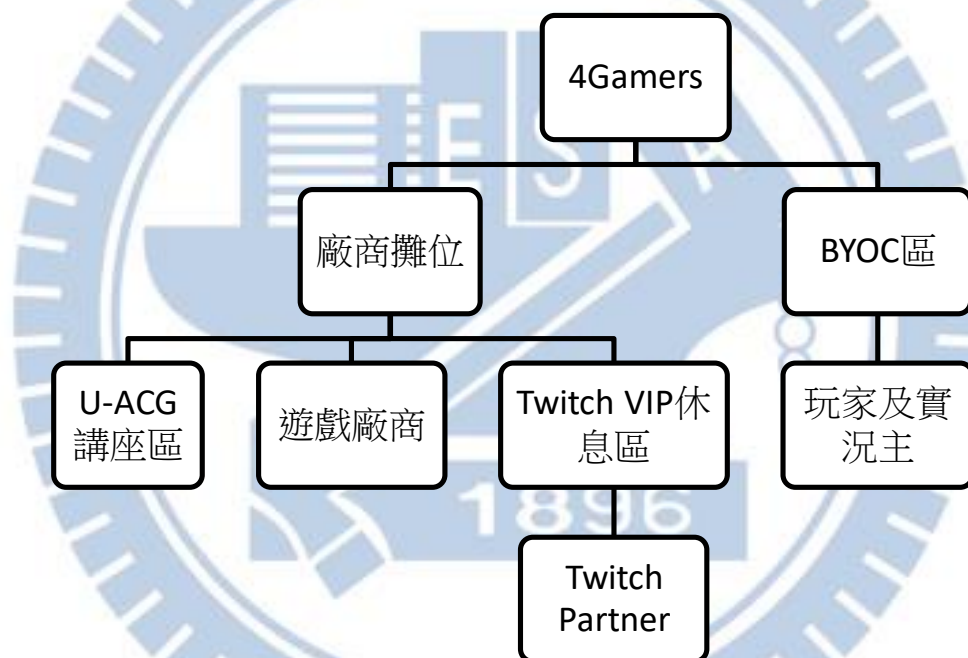 4Gamers
廠商攤位
BYOC區
U-ACG
講座區
遊戲廠商
Twitch VIP休
息區
玩家及實
況主
Twitch
Partner
E S A
1896